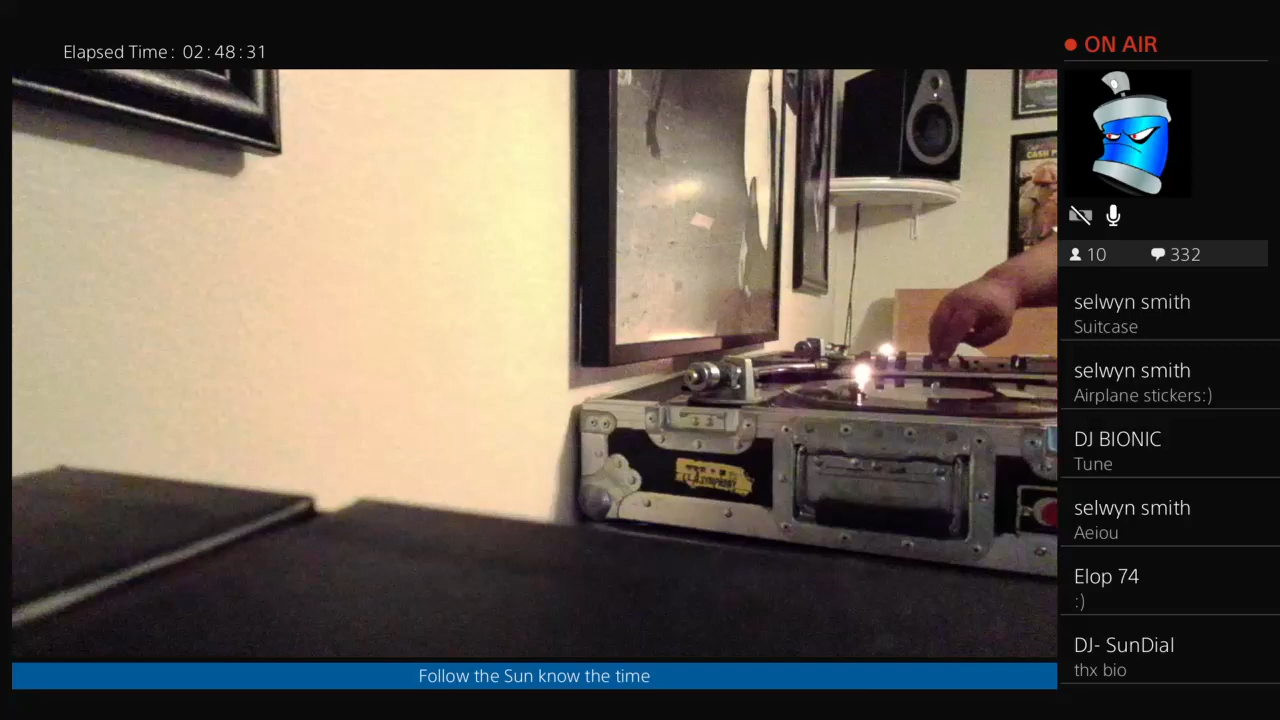 Elapsed Time: 02:48:31
ON AIR
10
332
selwyn smith
Suitcase
selwyn smith
Airplane stickers:)
DJ BIONIC
Tune
selwyn smith
Aeiou
Elop 74
:)
DJ- SunDial
thx bio
CASH
Follow the Sun know the time